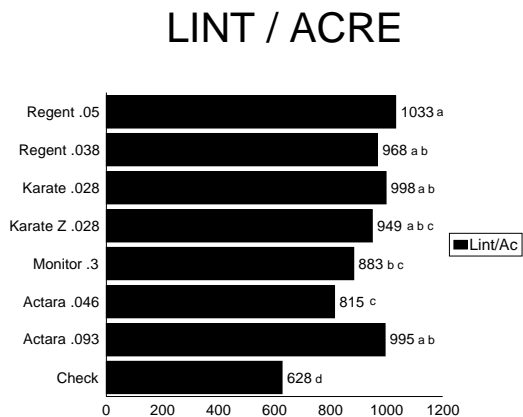 LINT / ACRE
Regent .05 1033 a
Regent .038 968 a b
Karate .028 998 a b
Karate Z .028 949 a b c
Lint/Ac
Monitor .3 883 b c
Actara .046 815 c
Actara .093 995 a b
Check 628 d
0 200 400 600 800 1000 1200